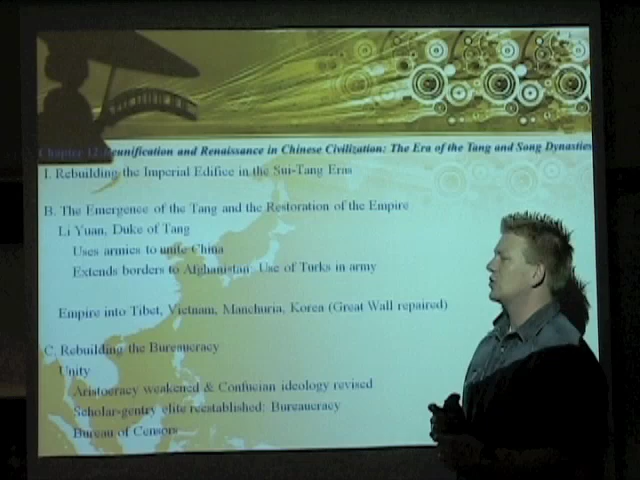 Chapter 12 Reunification and Renaissance in Chinese Civilization: The Era of the Tang and Song Dynasties
I. Rebuilding the Imperial Edifice in the Sui-Tang Eras
B. The Emergence of the Tang and the Restoration of the Empire
Li Yuan, Duke of Tang
Uses armies to unite China
Extends borders to Afghanistan. Use of Turks in army
Empire into Tibet, Vietnam, Manchuria, Korea (Great Wall repaired)
C. Rebuilding the Bureaucracy
Unity
Aristocracy weakened & Confucian ideology revised
Scholar-gentry elite reestablished: Bureaucracy
Bureau of Censors